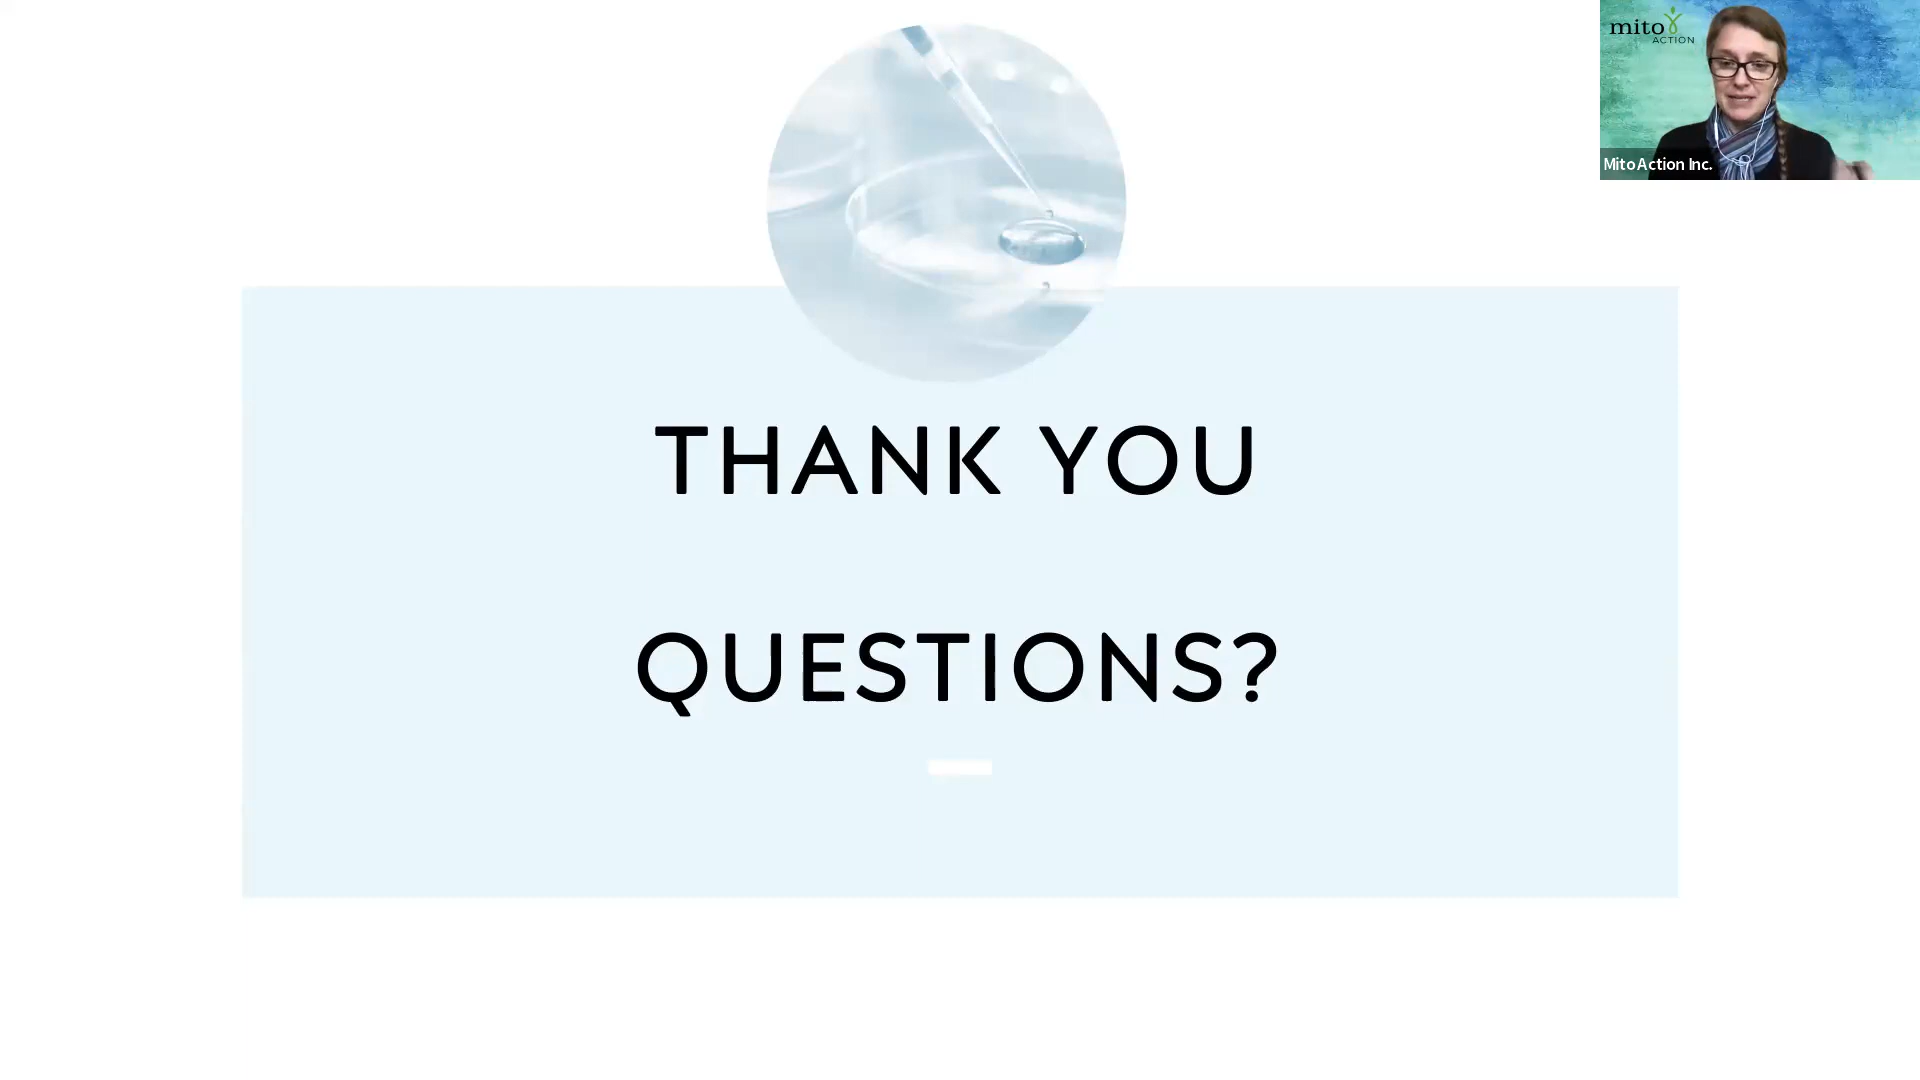 mito
ACTION
Mito Action Inc.
THANK YOU
QUESTIONS?